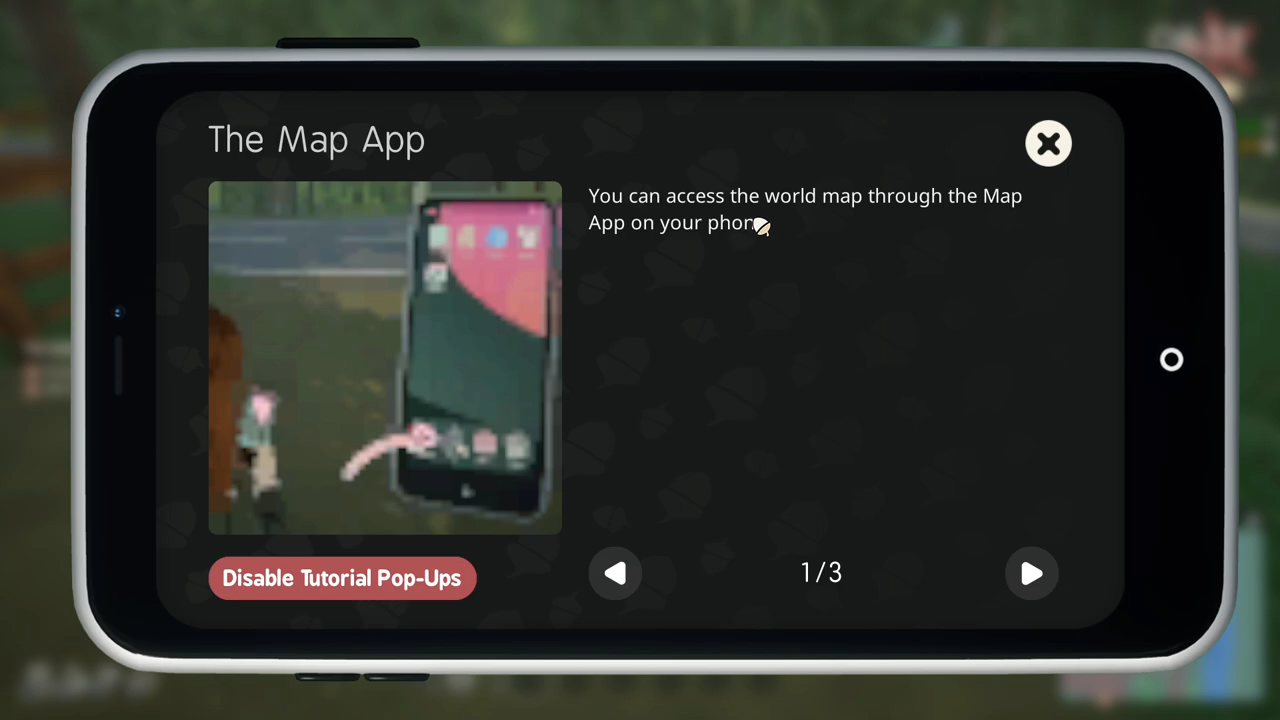 The Map App
You can access the world map through the Map
App on your phon
Disable Tutorial Pop-Ups
1/3